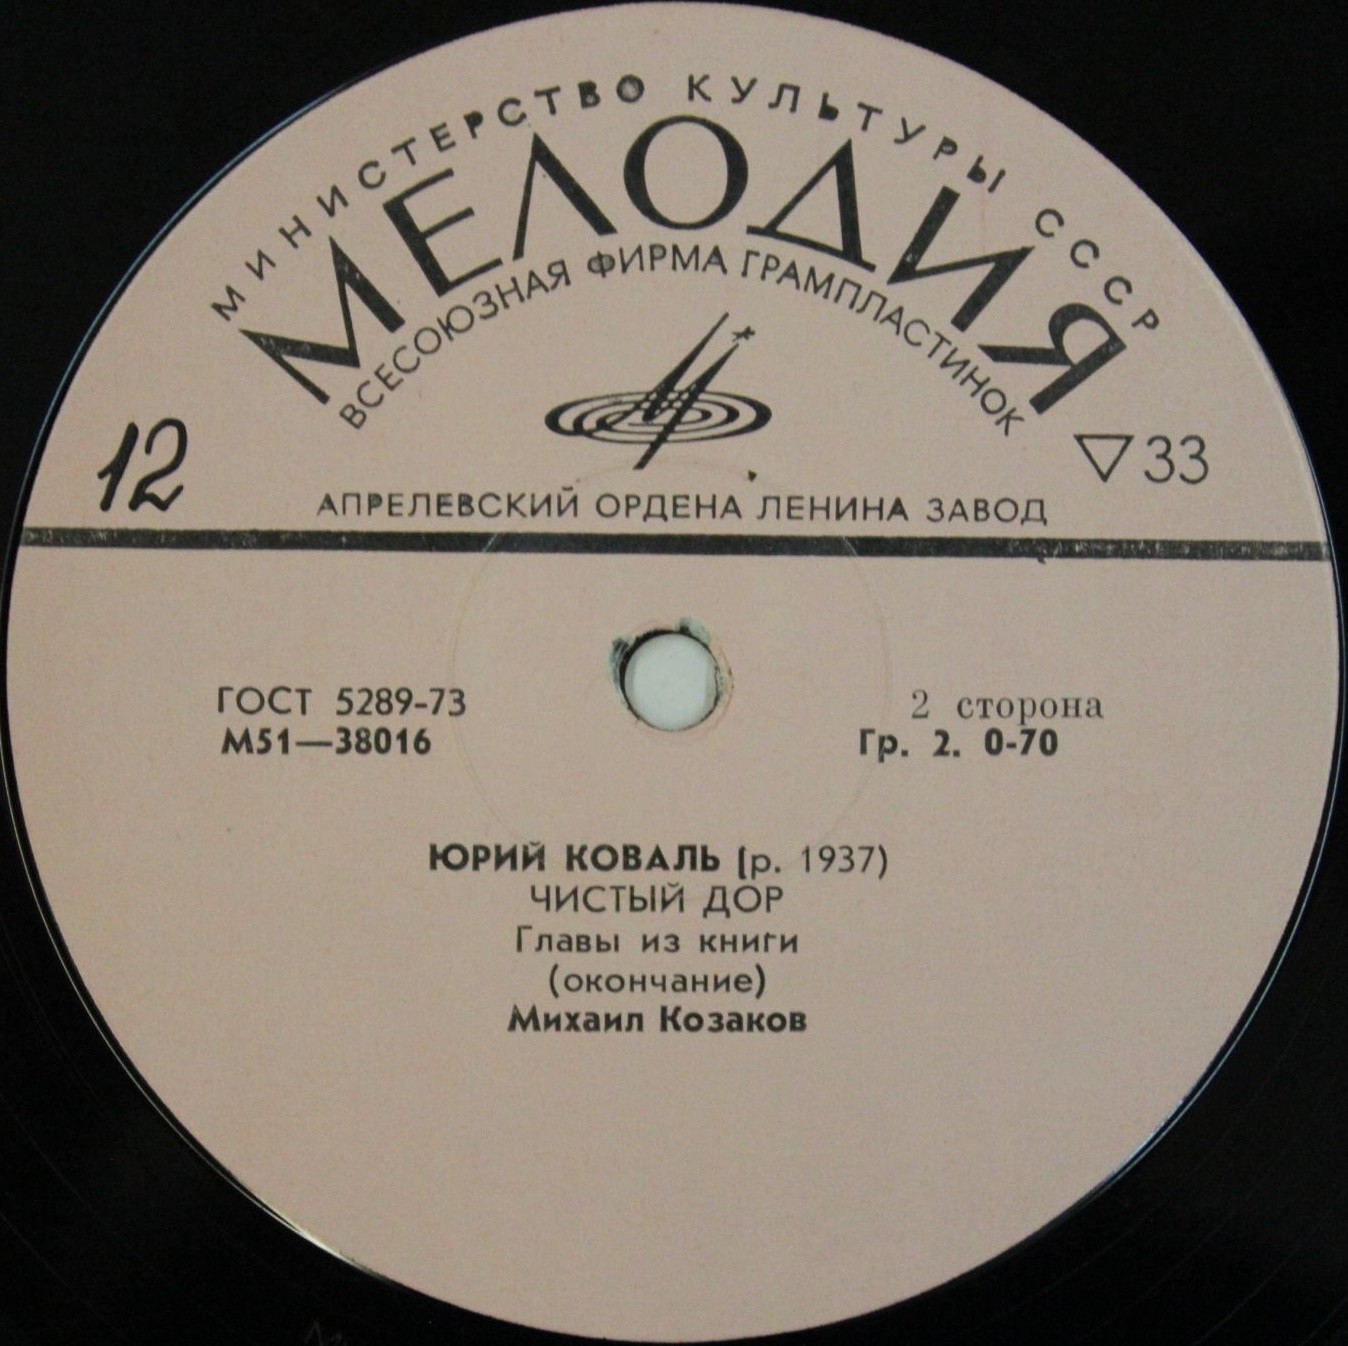 МИНИСТЕРСТВО КУЛЬТУРЫ СССР
МЕЛОДИЯ
ВСЕСОЮЗНАЯ ФИРМА ГРАМПЛАСТИНОК
12
▽33
АПРЕЛЕВСКИЙ ОРДЕНА ЛЕНИНА ЗАВОД
ГОСТ 5289-73
2 сторона
М51—38016
Гр. 2. 0-70
ЮРИЙ КОВАЛЬ (р. 1937)
ЧИСТЫЙ ДОР
Главы из книги
(окончание)
Михаил Козаков